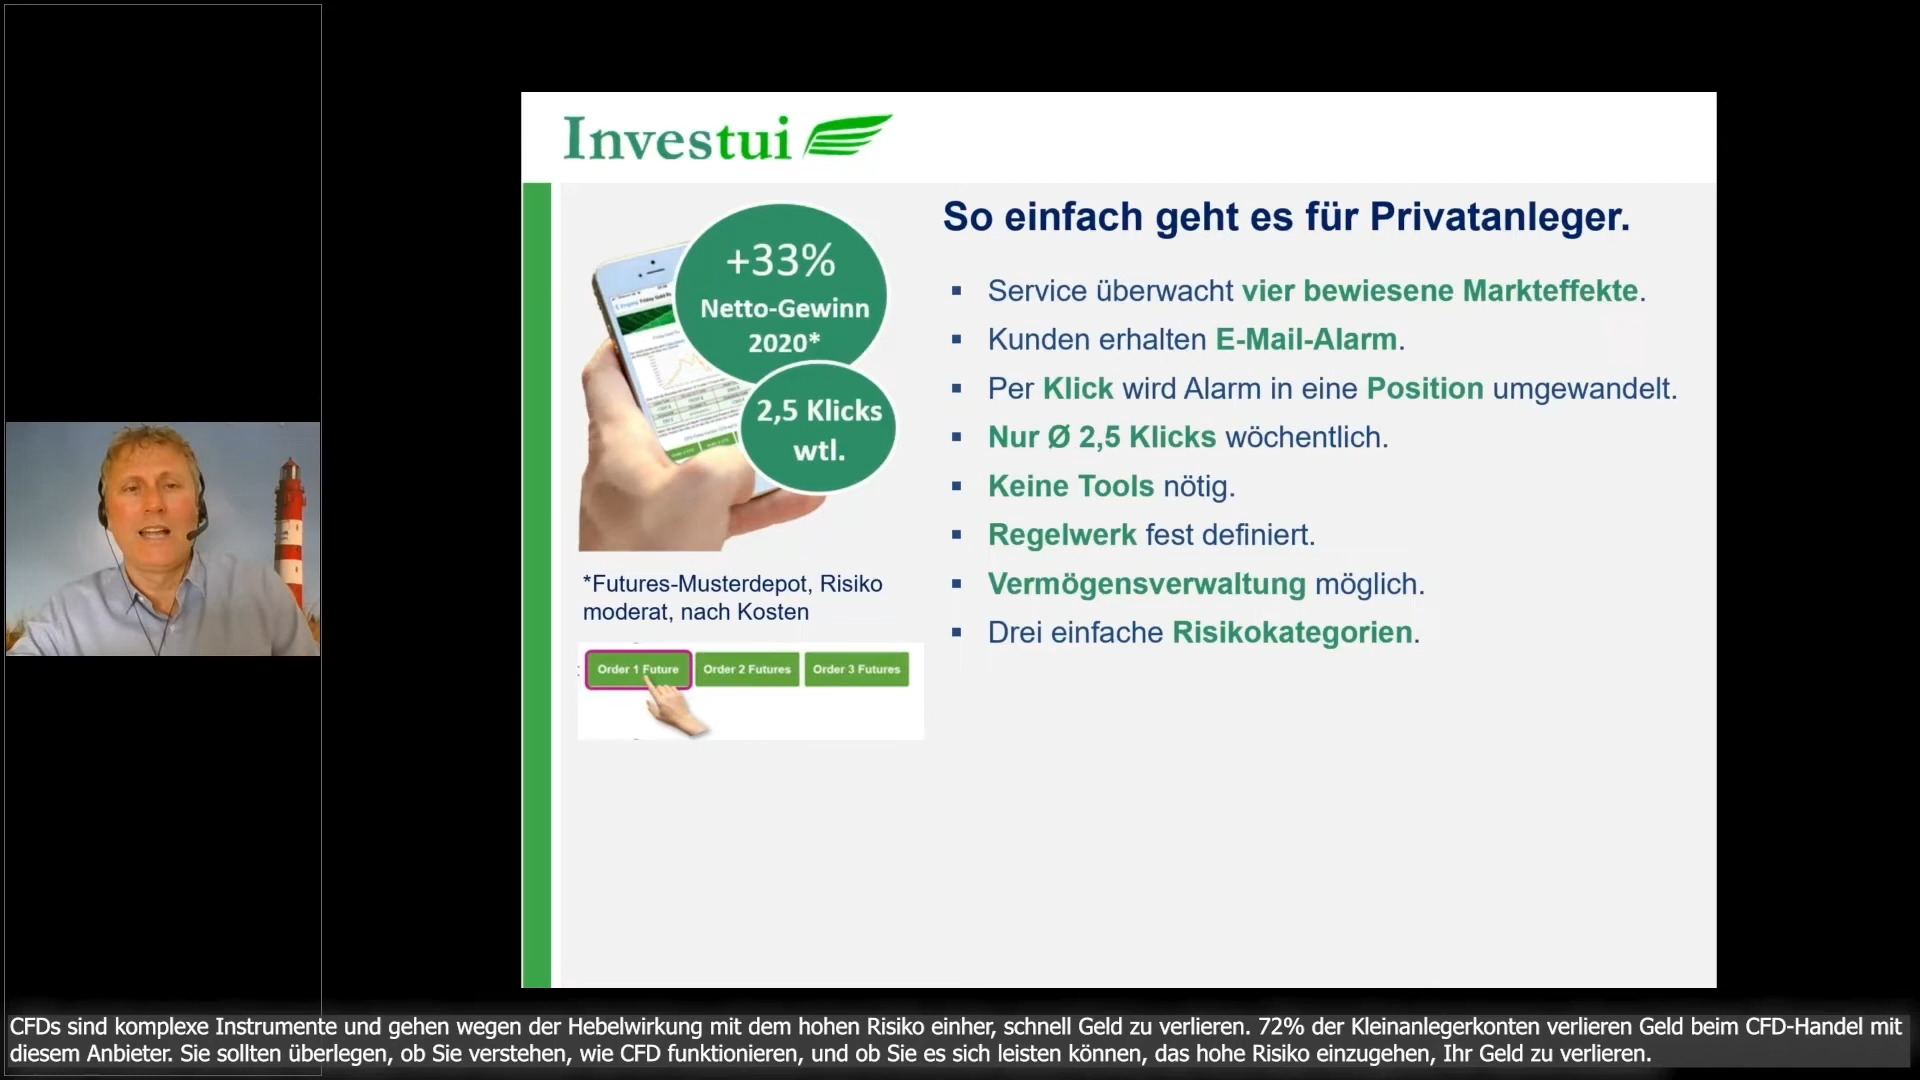 Investui
+33%
Netto-Gewinn
2020*
2,5 Klicks
wtl.
*Futures-Musterdepot, Risiko
moderat, nach Kosten
Order 1 Future
Order 2 Futures
Order 3 Futures
So einfach geht es für Privatanleger.
▪ Service überwacht vier bewiesene Markteffekte.
▪ Kunden erhalten E-Mail-Alarm.
▪ Per Klick wird Alarm in eine Position umgewandelt.
▪ Nur Ø 2,5 Klicks wöchentlich.
▪ Keine Tools nötig.
▪ Regelwerk fest definiert.
▪ Vermögensverwaltung möglich.
▪ Drei einfache Risikokategorien.
CFDs sind komplexe Instrumente und gehen wegen der Hebelwirkung mit dem hohen Risiko einher, schnell Geld zu verlieren. 72% der Kleinanlegerkonten verlieren Geld beim CFD-Handel mit
diesem Anbieter. Sie sollten überlegen, ob Sie verstehen, wie CFD funktionieren, und ob Sie es sich leisten können, das hohe Risiko einzugehen, Ihr Geld zu verlieren.